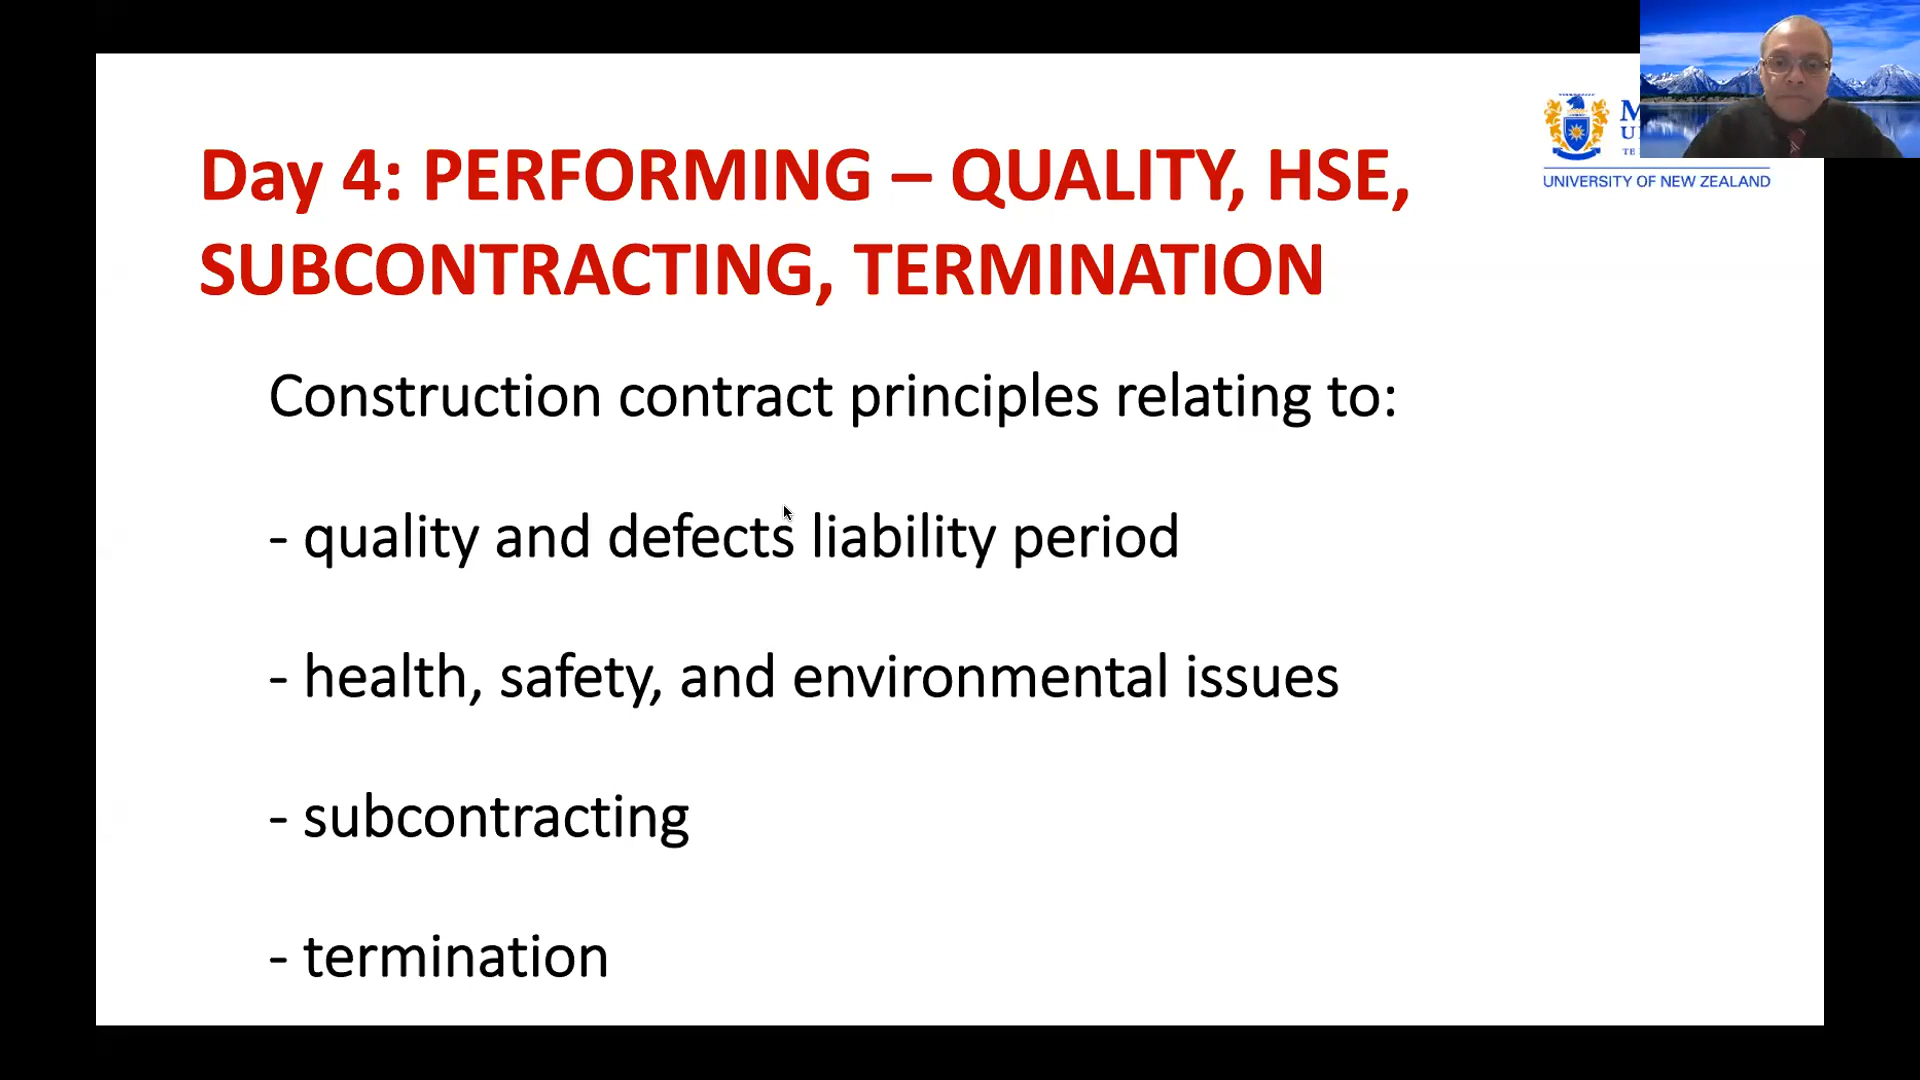 Day 4: PERFORMING – QUALITY, HSE,
SUBCONTRACTING, TERMINATION
UNIVERSITY OF NEW ZEALAND
Construction contract principles relating to:
- quality and defects liability period
- health, safety, and environmental issues
- subcontracting
- termination